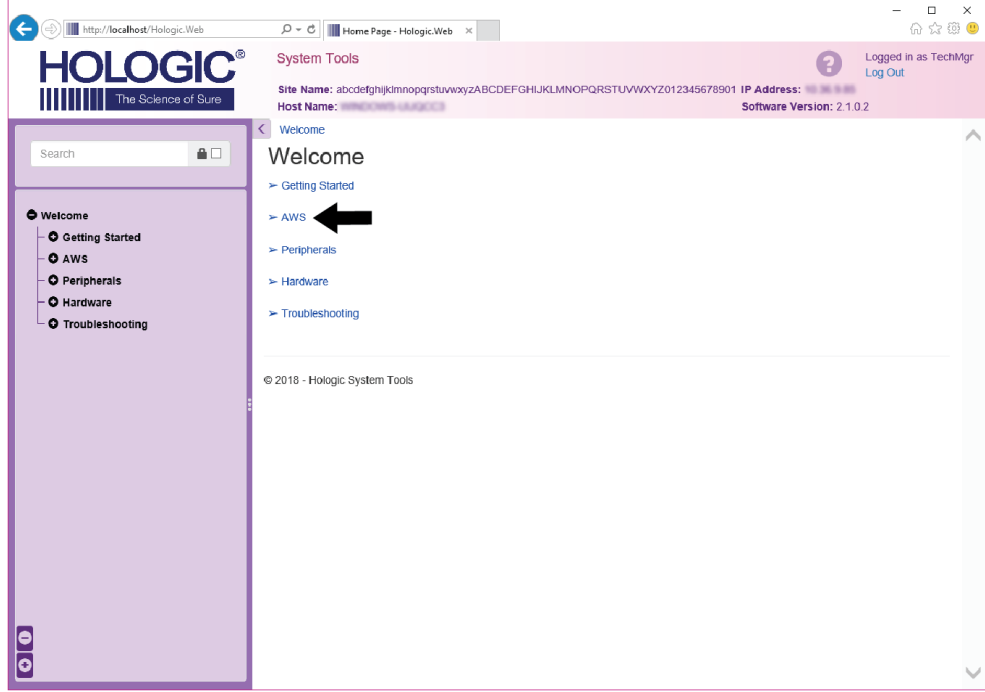 http://localhost/Hologic.Web
Home Page - Hologic.Web
HOLOGIC®
The Science of Sure
System Tools
Logged in as TechMgr
Log Out
Site Name: abcdefghijklmnopqrstuvwxyzABCDEFGHIJKLMNOPQRSTUVWXYZ012345678901 IP Address:
Host Name:
Software Version: 2.1.0.2
Search
Welcome
Getting Started
AWS
Peripherals
Hardware
Troubleshooting
Welcome
Welcome
Getting Started
AWS
Peripherals
Hardware
Troubleshooting
© 2018 - Hologic System Tools